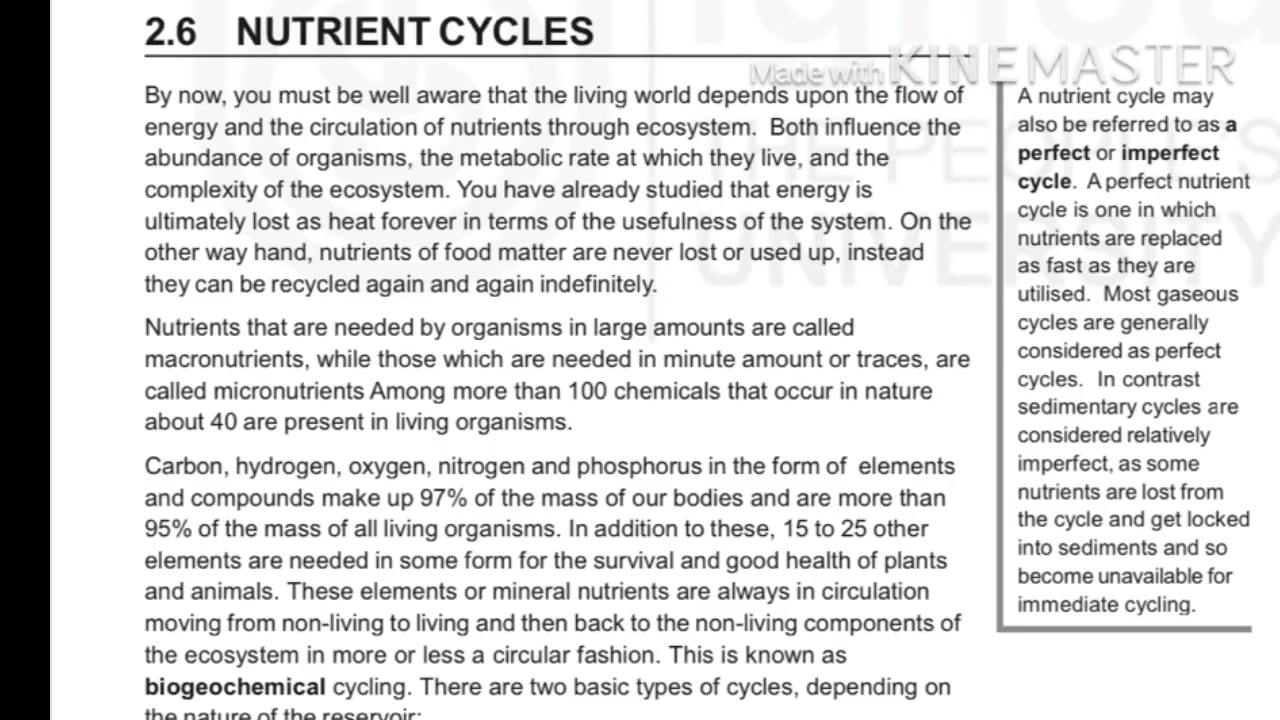 2.6 NUTRIENT CYCLES
Made with KINEMASTER
By now, you must be well aware that the living world depends upon the flow of
energy and the circulation of nutrients through ecosystem. Both influence the
abundance of organisms, the metabolic rate at which they live, and the
complexity of the ecosystem. You have already studied that energy is
ultimately lost as heat forever in terms of the usefulness of the system. On the
other way hand, nutrients of food matter are never lost or used up, instead
they can be recycled again and again indefinitely.
Nutrients that are needed by organisms in large amounts are called
macronutrients, while those which are needed in minute amount or traces, are
called micronutrients Among more than 100 chemicals that occur in nature
about 40 are present in living organisms.
Carbon, hydrogen, oxygen, nitrogen and phosphorus in the form of elements
and compounds make up 97% of the mass of our bodies and are more than
95% of the mass of all living organisms. In addition to these, 15 to 25 other
elements are needed in some form for the survival and good health of plants
and animals. These elements or mineral nutrients are always in circulation
moving from non-living to living and then back to the non-living components of
the ecosystem in more or less a circular fashion. This is known as
biogeochemical cycling. There are two basic types of cycles, depending on
the nature of the reservoir:
A nutrient cycle may
also be referred to as a
perfect or imperfect
cycle. A perfect nutrient
cycle is one in which
nutrients are replaced
as fast as they are
utilised. Most gaseous
cycles are generally
considered as perfect
cycles. In contrast
sedimentary cycles are
considered relatively
imperfect, as some
nutrients are lost from
the cycle and get locked
into sediments and so
become unavailable for
immediate cycling.
THE PEOPLE'S
UNIVERSITY